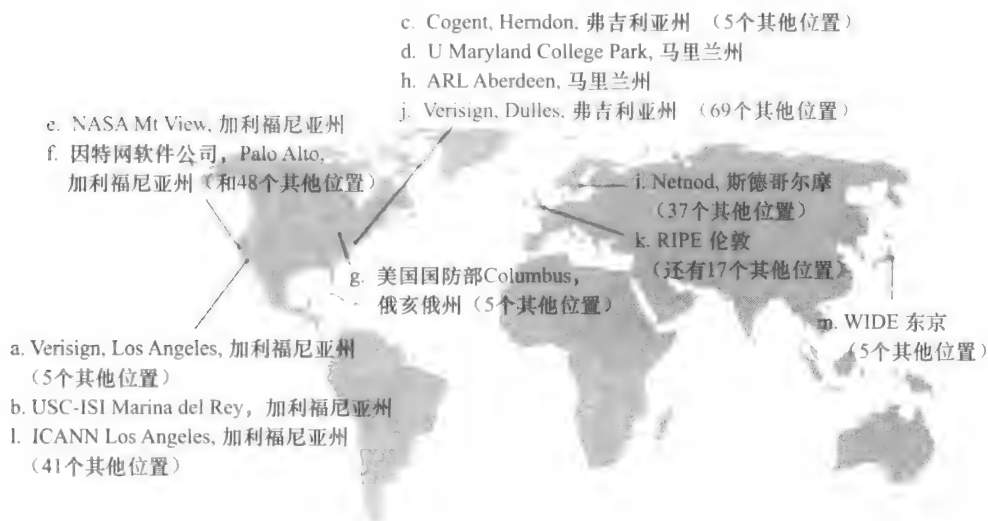 c. Cogent, Herndon, 弗吉利亚州 （5个其他位置）
d. U Maryland College Park, 马里兰州
h. ARL Aberdeen, 马里兰州
j. Verisign, Dulles, 弗吉利亚州 （69个其他位置）
e. NASA Mt View, 加利福尼亚州
f. 因特网软件公司，Palo Alto,
加利福尼亚州（和48个其他位置）
i. Netnod, 斯德哥尔摩
（37个其他位置）
k. RIPE 伦敦
（还有17个其他位置）
g. 美国国防部Columbus，
俄亥俄州（5个其他位置）
m. WIDE 东京
（5个其他位置）
a. Verisign, Los Angeles, 加利福尼亚州
（5个其他位置）
b. USC-ISI Marina del Rey，加利福尼亚州
l. ICANN Los Angeles, 加利福尼亚州
（41个其他位置）